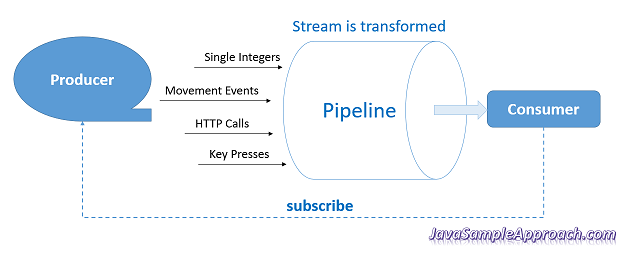 Stream is transformed
Producer
Single Integers
Movement Events
HTTP Calls
Key Presses
Pipeline
Consumer
subscribe
JavaSampleApproach.com